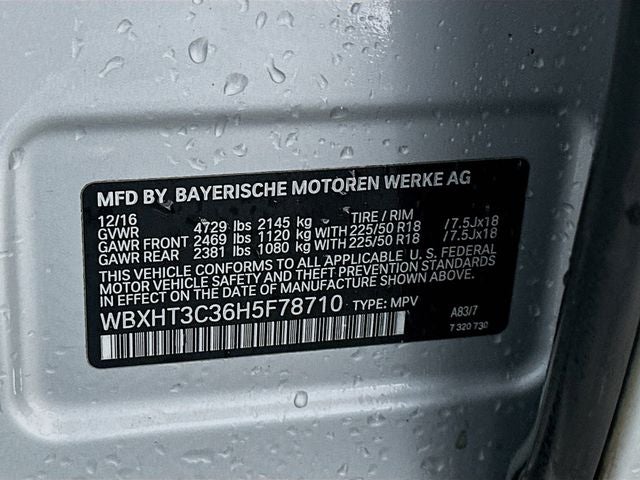 MFD BY BAYERISCHE MOTOREN WERKE AG
12/16 TIRE / RIM
GVWR 4729 lbs 2145 kg
GAWR FRONT 2469 lbs 1120 kg WITH 225/50 R18 / 7.5Jx18
GAWR REAR 2381 lbs 1080 kg WITH 225/50 R18 / 7.5Jx18
THIS VEHICLE CONFORMS TO ALL APPLICABLE U. S. FEDERAL
MOTOR VEHICLE SAFETY AND THEFT PREVENTION STANDARDS
IN EFFECT ON THE DATE OF MANUFACTURE SHOWN ABOVE.
WBXHT3C36H5F78710 TYPE: MPV A83/7
7 320 730